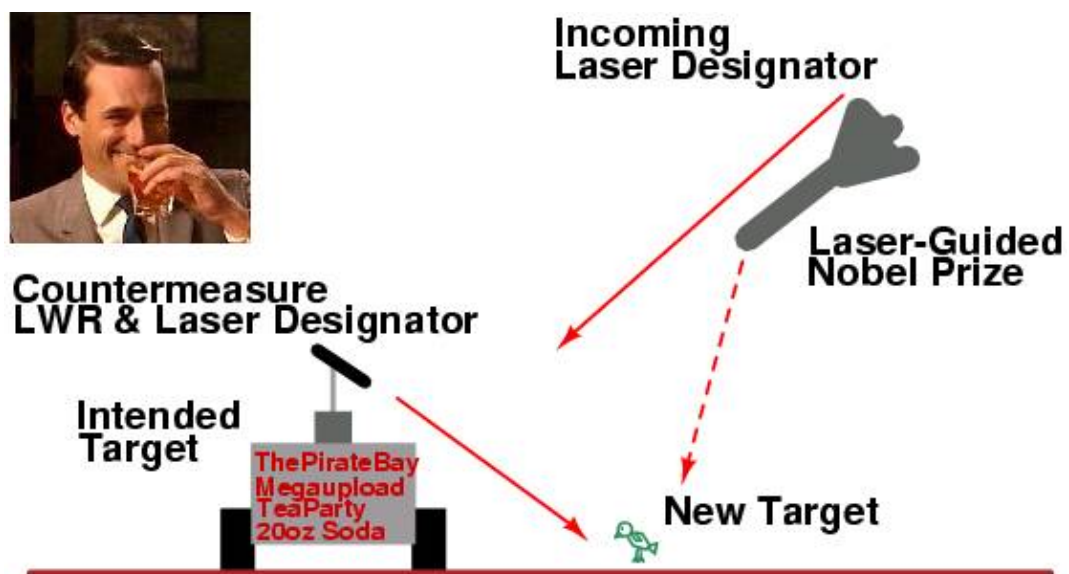 Incoming
Laser Designator
Laser-Guided
Nobel Prize
Countermeasure
LWR & Laser Designator
Intended
Target
ThePirateBay
Megaupload
TeaParty
20oz Soda
New Target